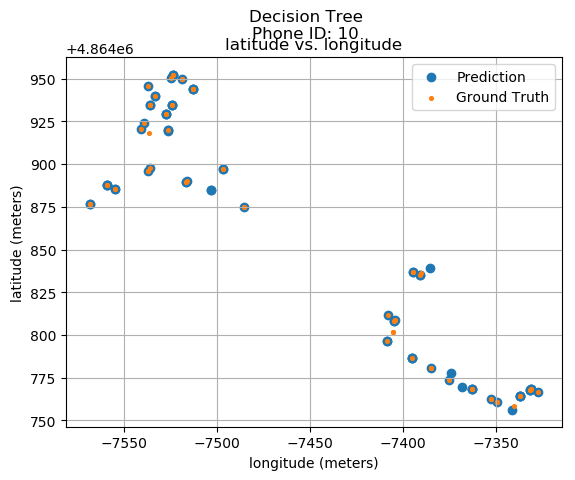 Decision Tree
Phone ID: 10
latitude vs. longitude
+4.864e6
950
925
900
875
850
825
800
775
750
latitude (meters)
Prediction
Ground Truth
−7550
−7500
−7450
−7400
−7350
longitude (meters)